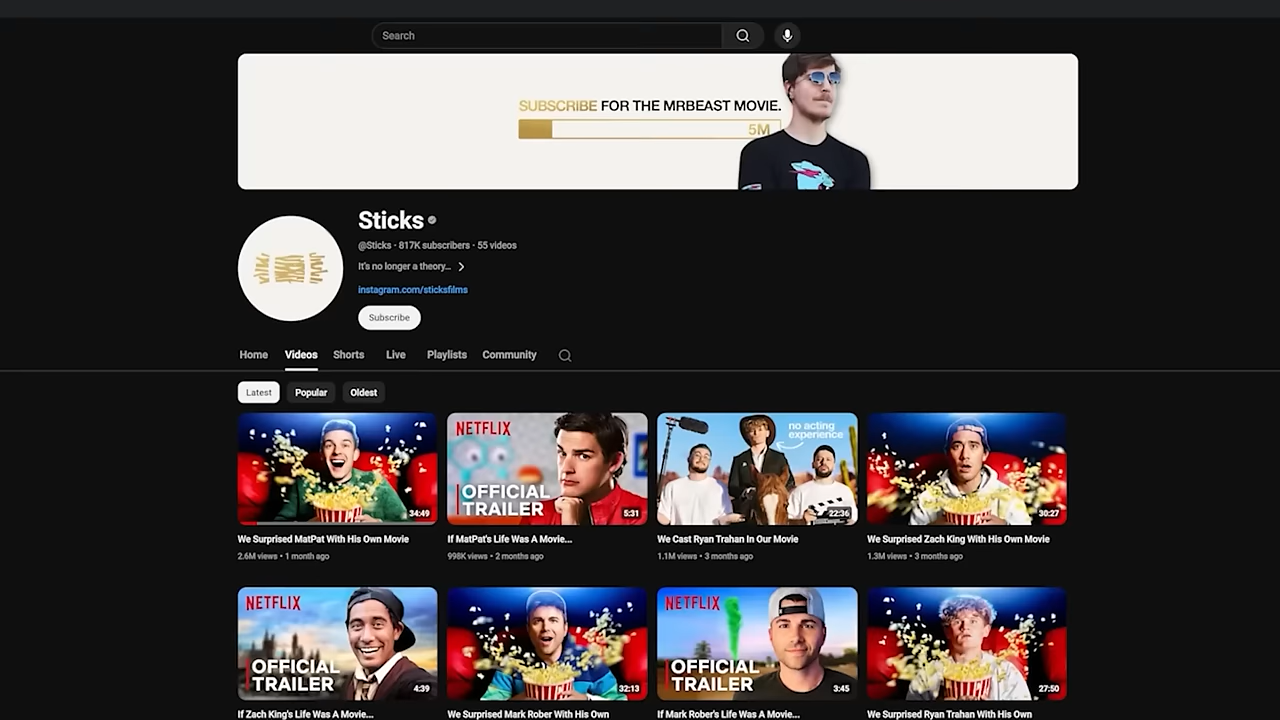 Search
SUBSCRIBE FOR THE MRBEAST MOVIE.
5M
Sticks
@Sticks · 817K subscribers · 55 videos
It's no longer a theory...
instagram.com/sticksfilms
Subscribe
Home Videos Shorts Live Playlists Community
Latest Popular Oldest
34:49
NETFLIX
OFFICIAL
TRAILER
5:31
no acting
experience
22:36
30:27
We Surprised MatPat With His Own Movie
If MatPat's Life Was A Movie...
We Cast Ryan Trahan In Our Movie
We Surprised Zach King With His Own Movie
2.6M views • 1 month ago
998K views • 2 months ago
1.1M views • 3 months ago
1.3M views • 3 months ago
NETFLIX
OFFICIAL
TRAILER
4:39
32:13
NETFLIX
OFFICIAL
TRAILER
3:45
27:50
If Zach King's Life Was A Movie...
We Surprised Mark Rober With His Own
If Mark Rober's Life Was A Movie...
We Surprised Ryan Trahan With His Own